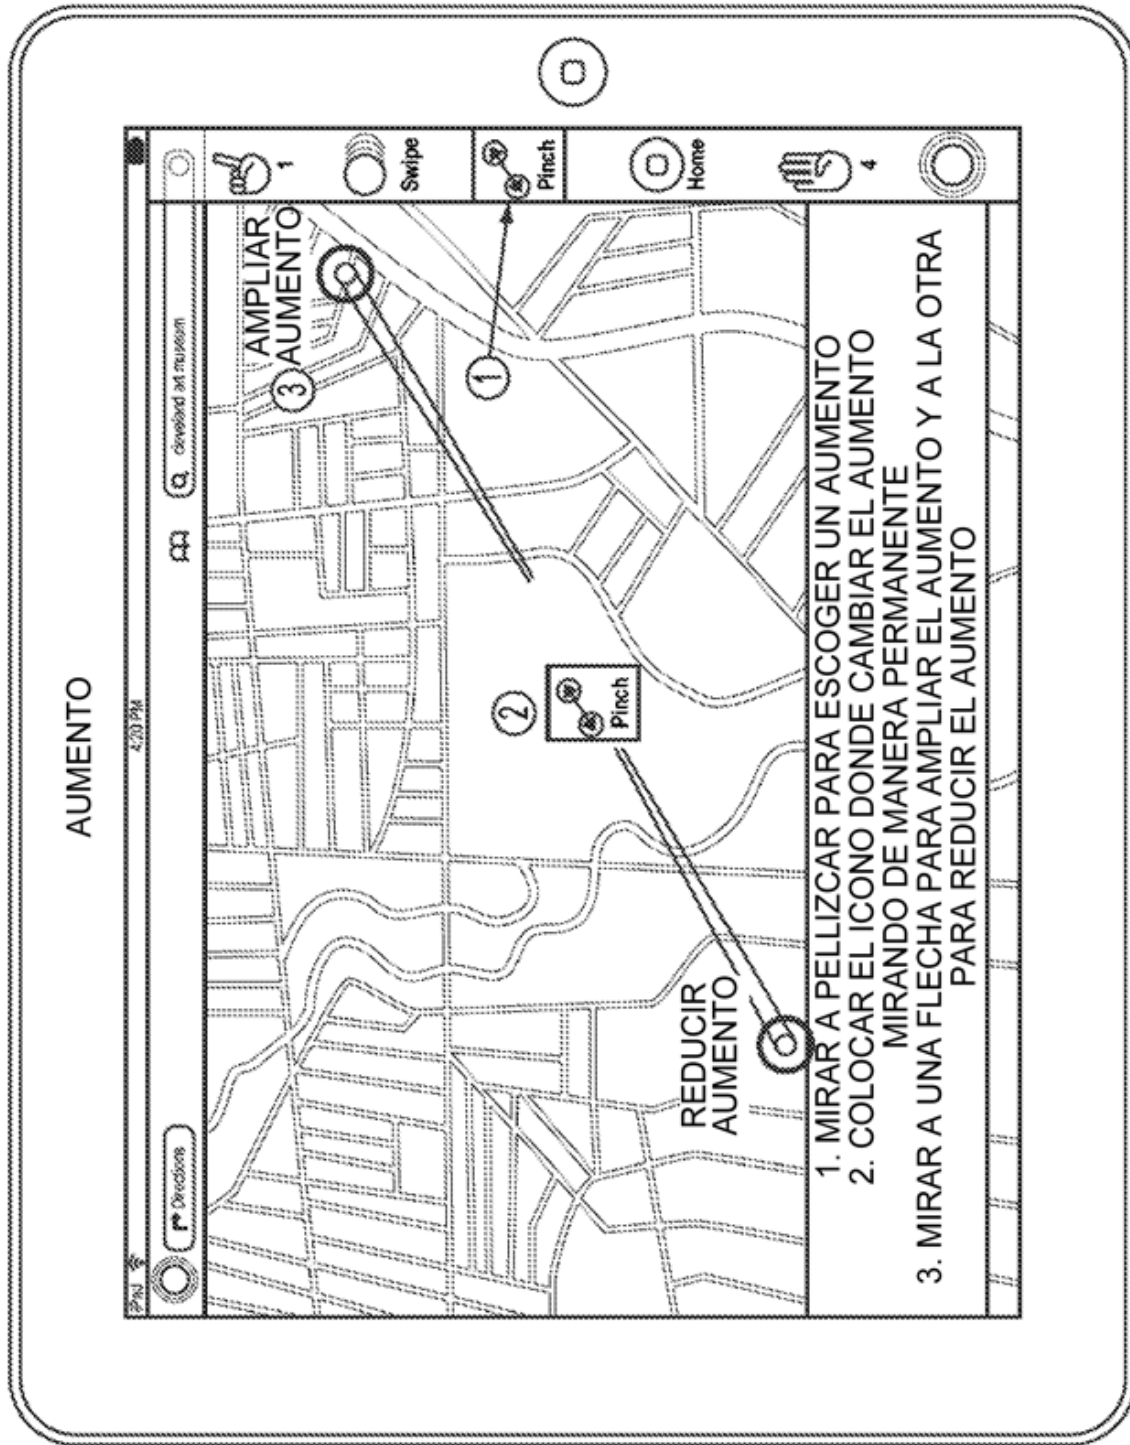 AUMENTO
iPad
4:20 PM
Directions
cleveland art museum
1
Swipe
Pinch
Home
4
AMPLIAR
AUMENTO
3
1
2
Pinch
REDUCIR
AUMENTO
1. MIRAR A PELLIZCAR PARA ESCOGER UN AUMENTO
2. COLOCAR EL ICONO DONDE CAMBIAR EL AUMENTO
MIRANDO DE MANERA PERMANENTE
3. MIRAR A UNA FLECHA PARA AMPLIAR EL AUMENTO Y A LA OTRA
PARA REDUCIR EL AUMENTO